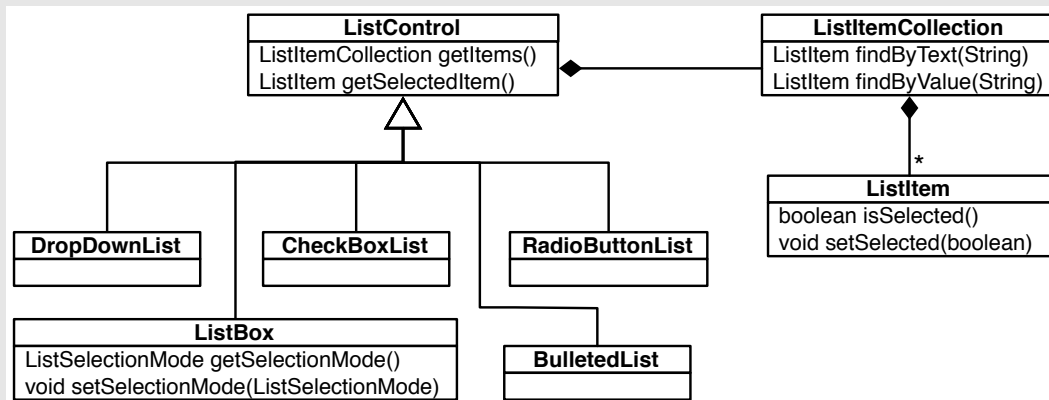 ListControl
ListItemCollection getItems()
ListItem getSelectedItem()
ListItemCollection
ListItem findByText(String)
ListItem findByValue(String)
*
ListItem
boolean isSelected()
void setSelected(boolean)
DropDownList
CheckBoxList
RadioButtonList
ListBox
ListSelectionMode getSelectionMode()
void setSelectionMode(ListSelectionMode)
BulletedList